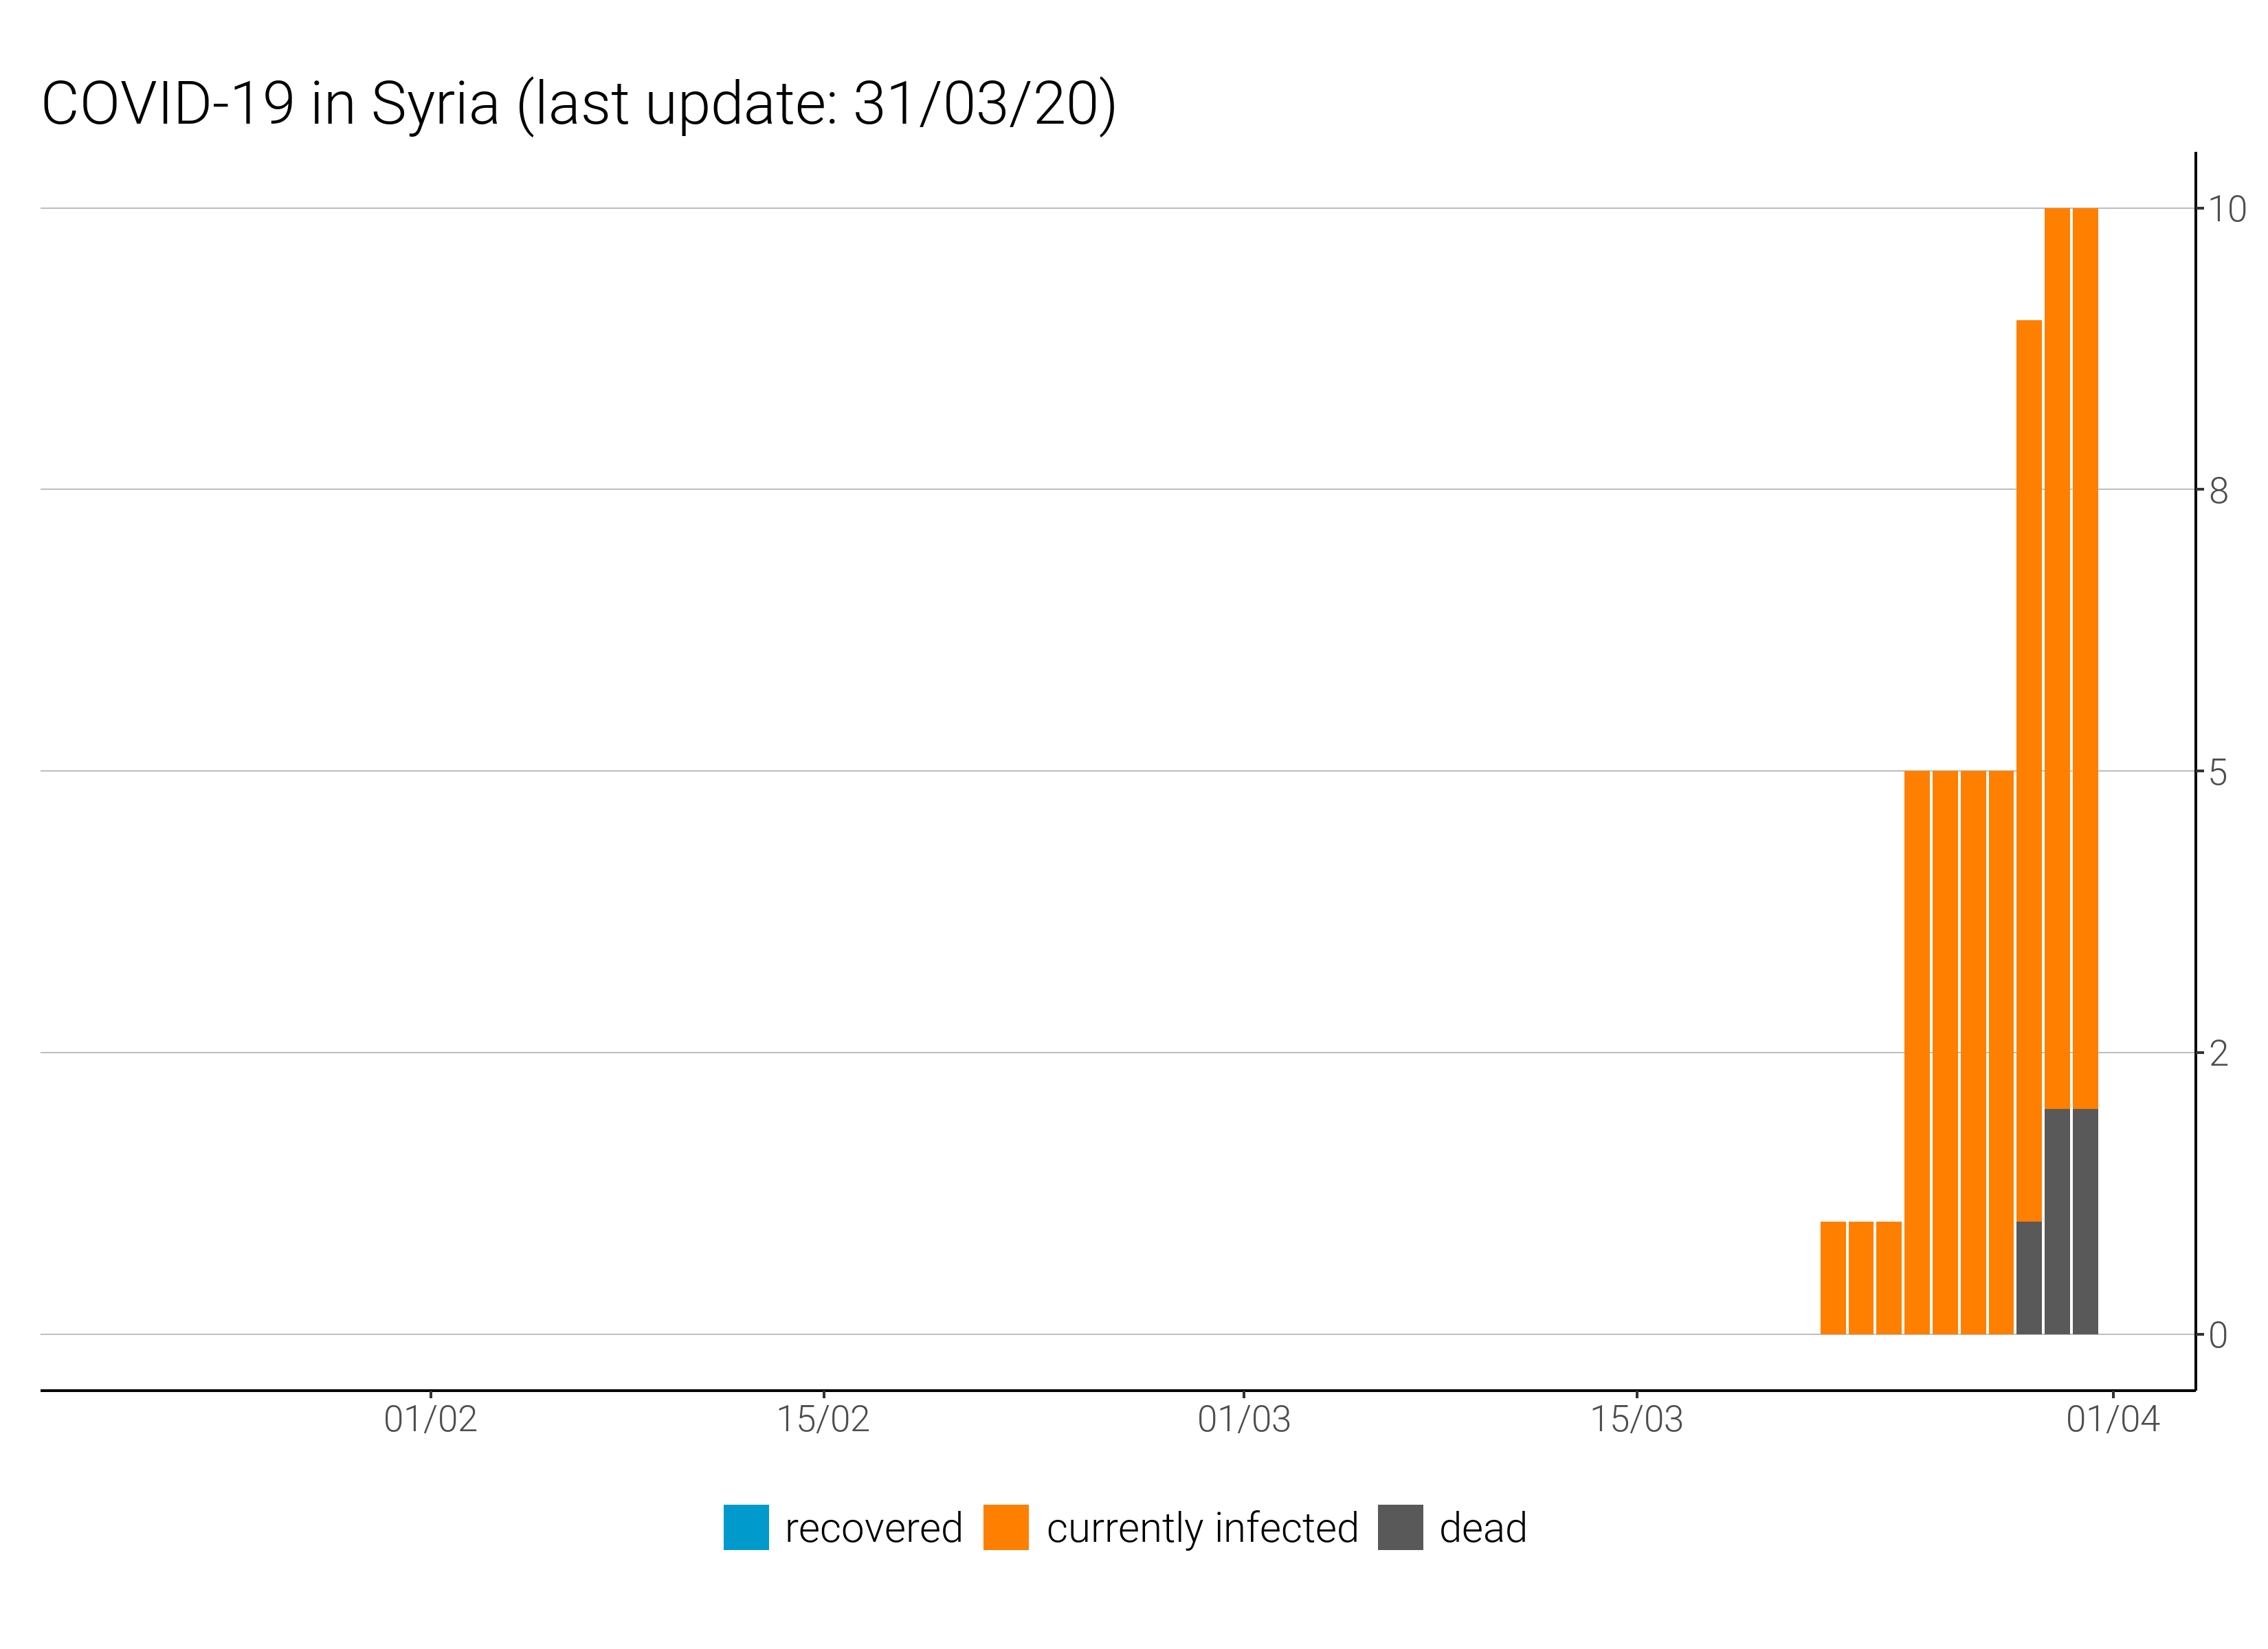 COVID-19 in Syria (last update: 31/03/20)
10
8
5
2
0
01/02 15/02 01/03 15/03 01/04
recovered currently infected dead